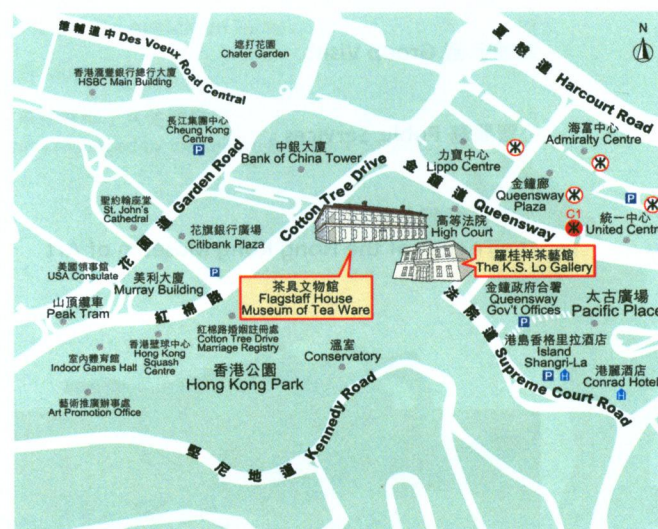 德輔道中 Des Voeux Road Central
遮打花園
Chater Garden
夏慤道 Harcourt Road
N
香港滙豐銀行總行大廈
HSBC Main Building
長江集團中心
Cheung Kong
Centre
P
中銀大廈
Bank of China Tower
力寶中心
Lippo Centre
海富中心
Admiralty Centre
花園道 Garden Road
紅棉路 Cotton Tree Drive
金鐘道 Queensway
金鐘廊
Queensway
Plaza
P
聖約翰座堂
St. John's
Cathedral
花旗銀行廣場
Citibank Plaza
高等法院
High Court
C1
統一中心
United Centr
美國領事館
USA Consulate
美利大廈
Murray Building
P
茶具文物館
Flagstaff House
Museum of Tea Ware
羅桂祥茶藝館
The K.S. Lo Gallery
山頂纜車
Peak Tram
金鐘政府合署
Queensway
Gov't Offices
太古廣場
Pacific Place
法院道 Supreme Court Road
室內體育館
Indoor Games Hall
香港壁球中心
Hong Kong
Squash
Centre
紅棉路婚姻註冊處
Cotton Tree Drive
Marriage Registry
溫室
Conservatory
港島香格里拉酒店
Island
Shangri-La
P H
港麗酒店
Conrad Hotel
H
香港公園
Hong Kong Park
藝術推廣辦事處
Art Promotion Office
堅尼地道 Kennedy Road